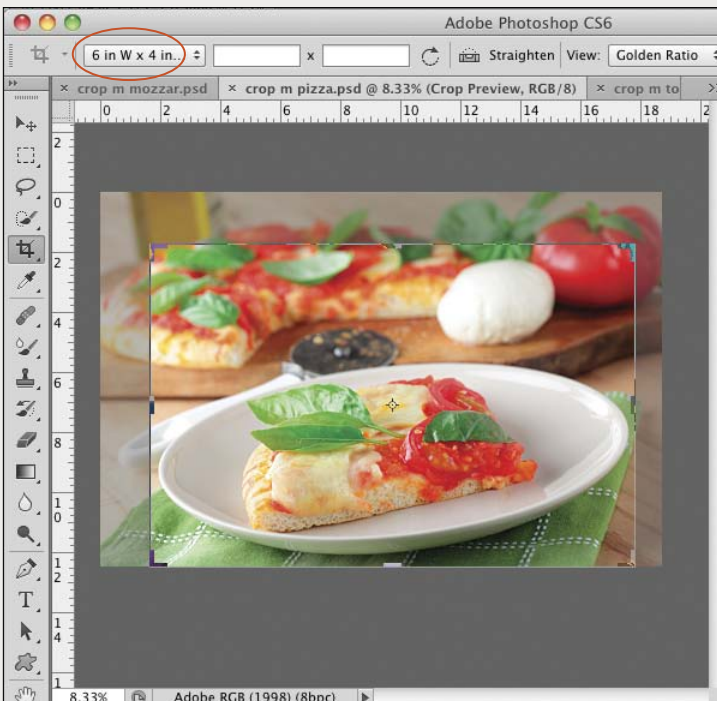 Adobe Photoshop CS6
6 in W x 4 in... x Straighten View: Golden Ratio
× crop m mozzar.psd × crop m pizza.psd @ 8.33% (Crop Preview, RGB/8) × crop m to
0 2 4 6 8 10 12 14 16 18 2
2
0
2
4
6
8
1
0
1
2
T
1
4
1
8.33% Adobe RGB (1998) (8bpc)